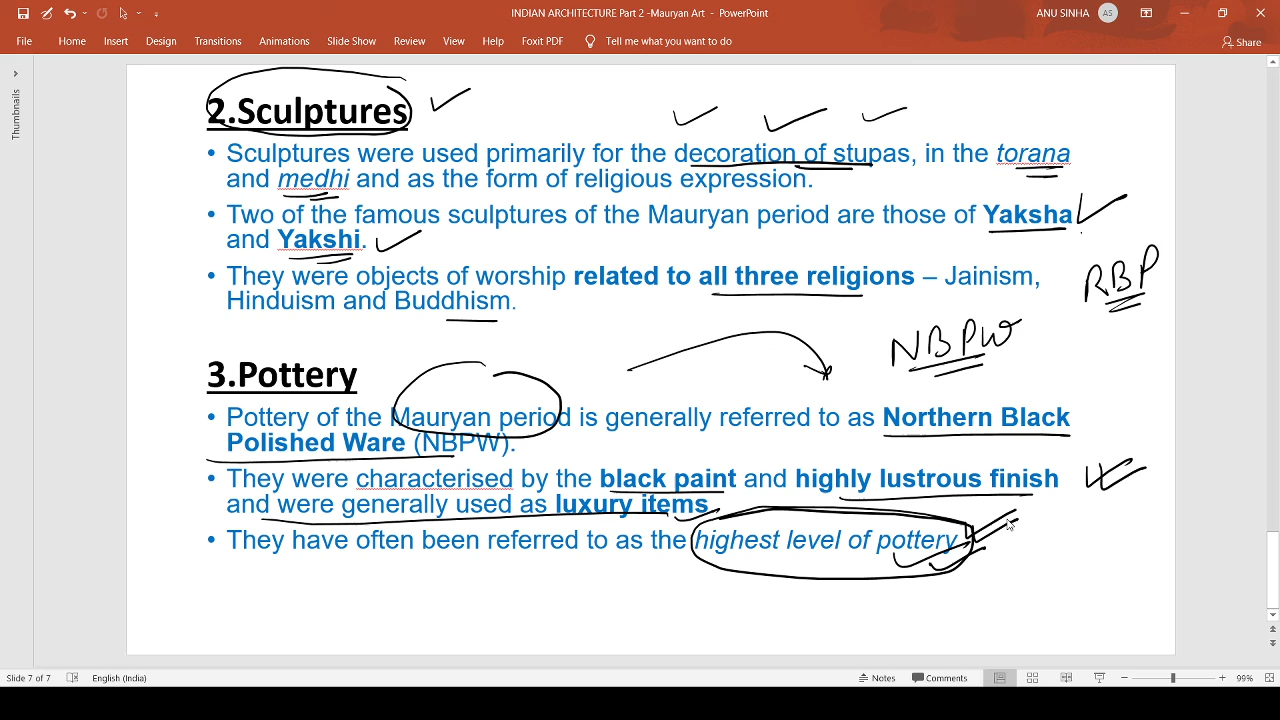 INDIAN ARCHITECTURE Part 2 -Mauryan Art - PowerPoint
ANU SINHA AS
File Home Insert Design Transitions Animations Slide Show Review View Help Foxit PDF Tell me what you want to do Share
Thumbnails
2.Sculptures
• Sculptures were used primarily for the decoration of stupas, in the torana
and medhi and as the form of religious expression.
• Two of the famous sculptures of the Mauryan period are those of Yaksha
and Yakshi.
• They were objects of worship related to all three religions – Jainism,
Hinduism and Buddhism.
RBP
NBPW
3.Pottery
• Pottery of the Mauryan period is generally referred to as Northern Black
Polished Ware (NBPW).
• They were characterised by the black paint and highly lustrous finish
and were generally used as luxury items.
• They have often been referred to as the highest level of pottery.
Slide 7 of 7 English (India) Notes Comments 99%